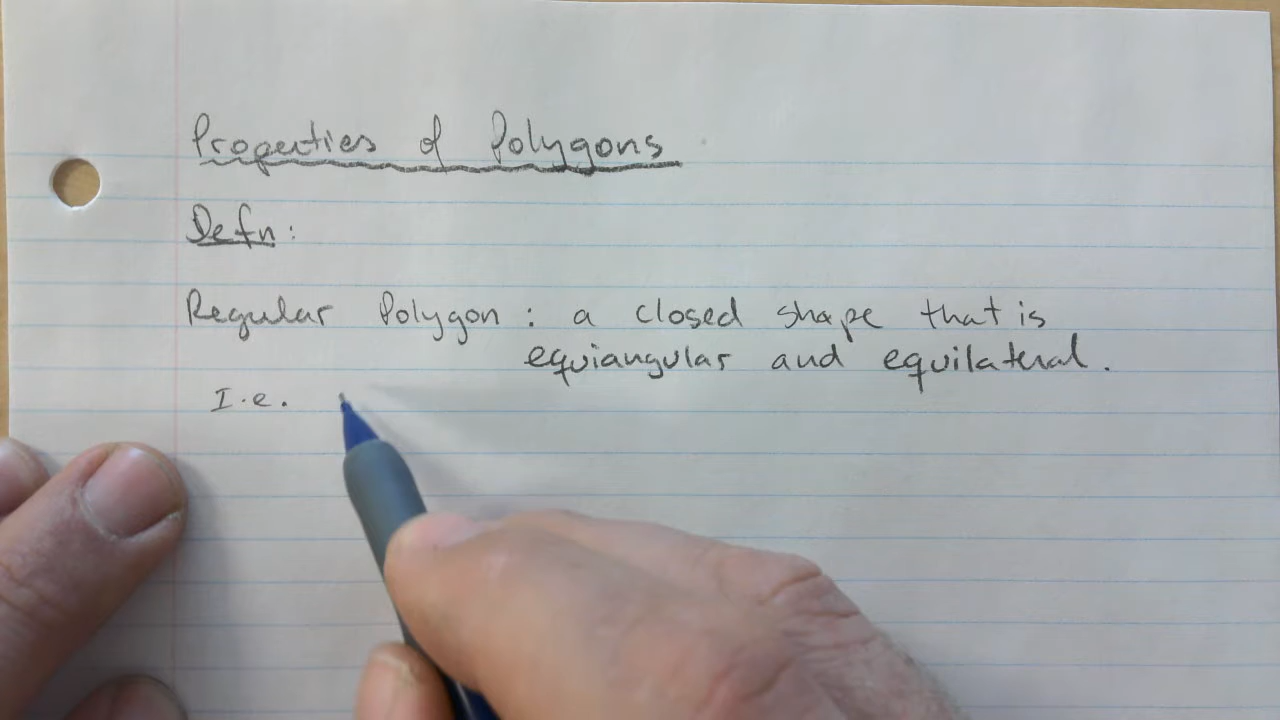 Properties of Polygons
Defn:
Regular Polygon : a closed shape that is
equiangular and equilateral.
I.e.